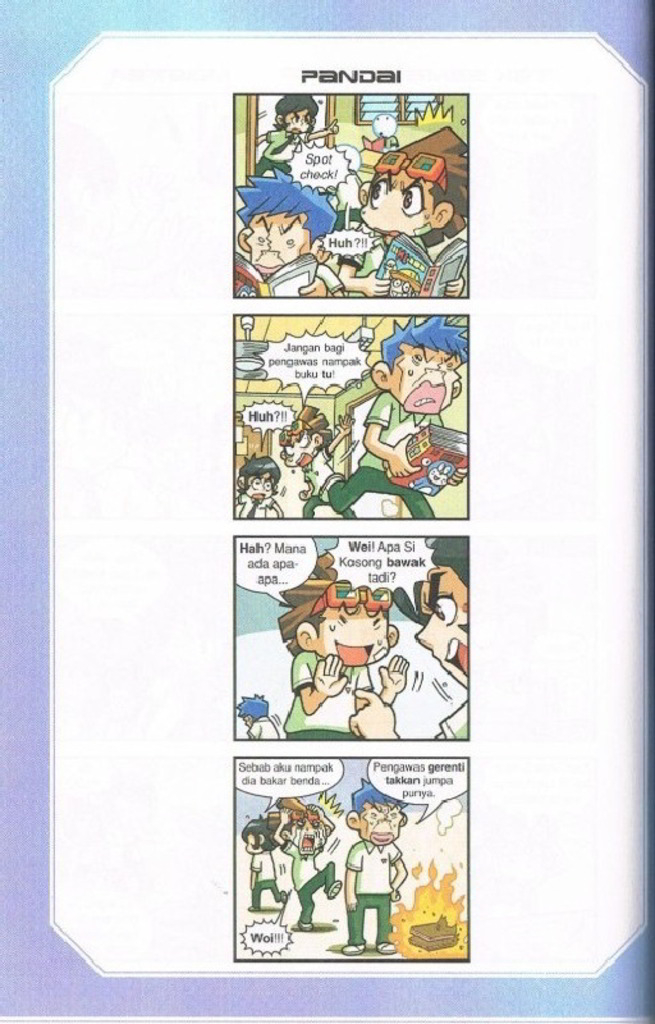 PANDAI
Spot
check!
Huh?!!
Jangan bagi
pengawas nampak
buku tu!
Huh?!!
Hah? Mana
ada apa-
apa...
Wei! Apa Si
Kosong bawak
tadi?
Sebab aku nampak
dia bakar benda...
Pengawas gerenti
takkan jumpa
punya.
Woi!!!